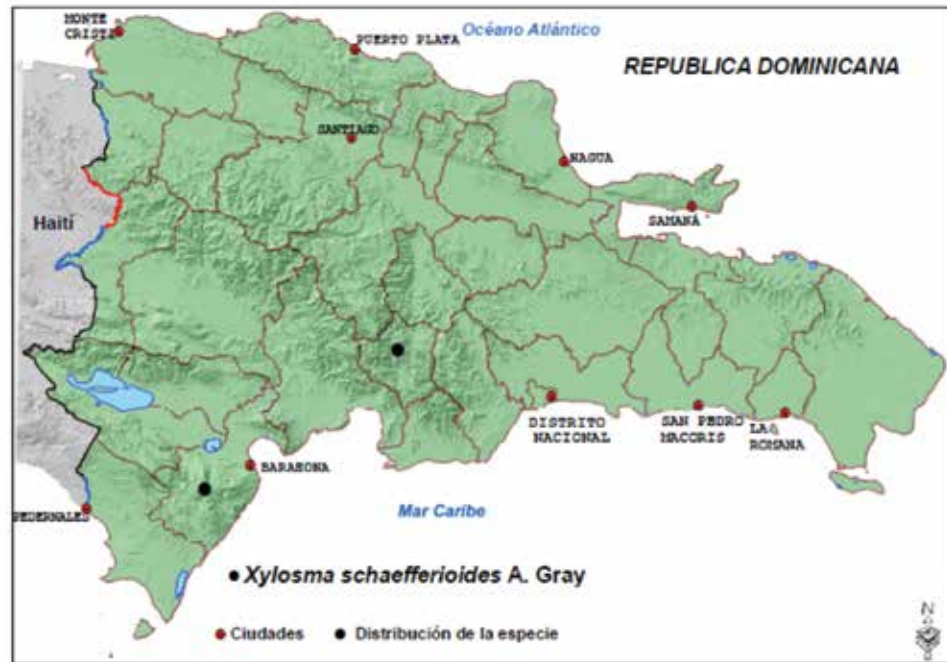 MONTE
CRISTI
PUERTO PLATA
Océano Atlántico
REPUBLICA DOMINICANA
SANTIAGO
NAGUA
SAMANÁ
Haití
DISTRITO
NACIONAL
SAN PEDRO
MACORIS
LA
ROMANA
BARAHONA
PEDERNALES
Mar Caribe
Xylosma schaefferioides A. Gray
Ciudades
Distribución de la especie
N